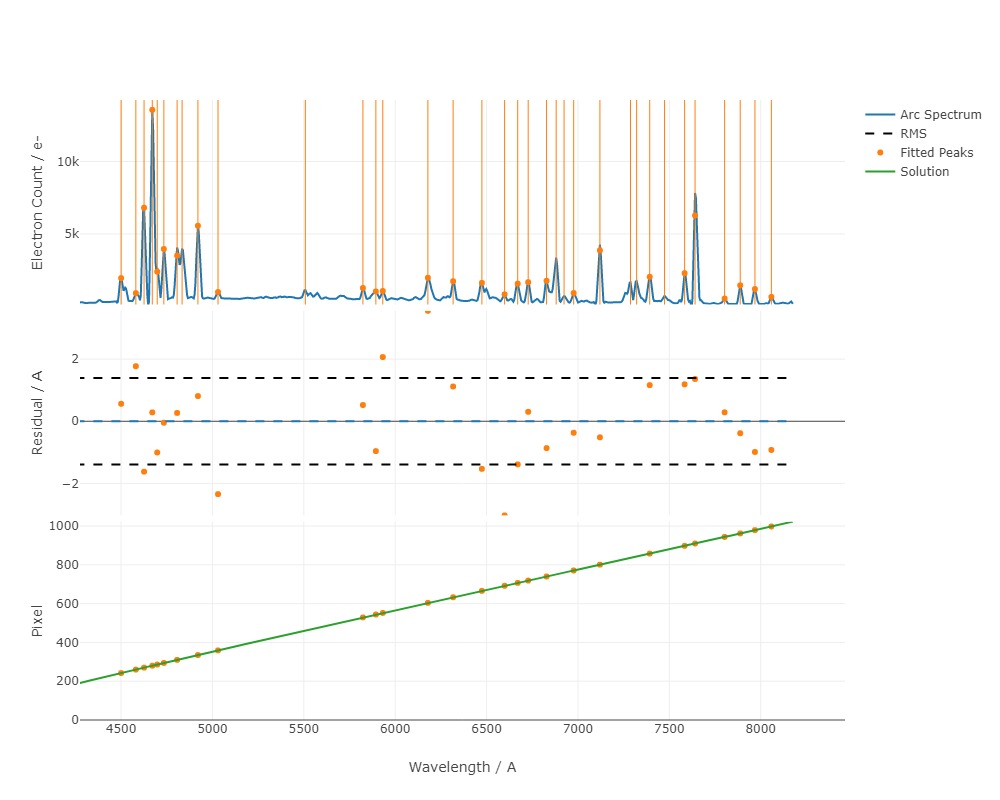 Electron Count / e-
10k
5k
Arc Spectrum
RMS
Fitted Peaks
Solution
Residual / A
2
0
−2
Pixel
1000
800
600
400
200
0
4500 5000 5500 6000 6500 7000 7500 8000
Wavelength / A